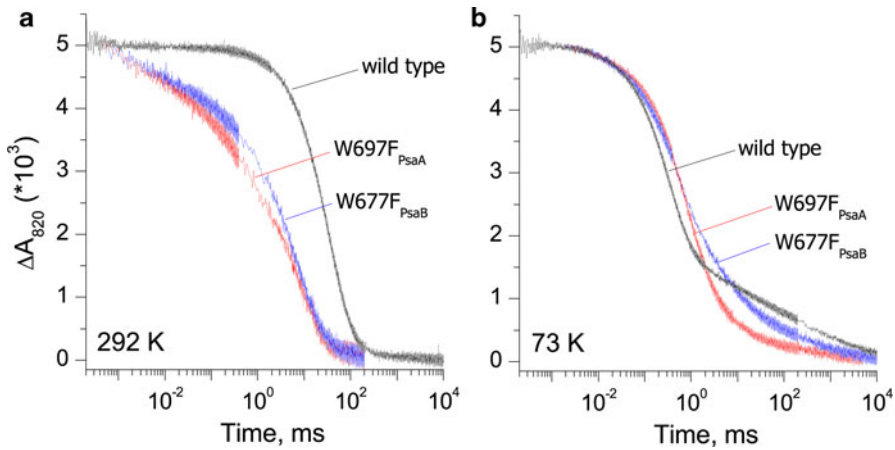 a
ΔA820 (*10³)
5
4
3
2
1
0
wild type
W697FPsaA
W677FPsaB
292 K
10⁻² 10⁰ 10² 10⁴
Time, ms
b
5
4
3
2
1
0
wild type
W697FPsaA
W677FPsaB
73 K
10⁻² 10⁰ 10² 10⁴
Time, ms